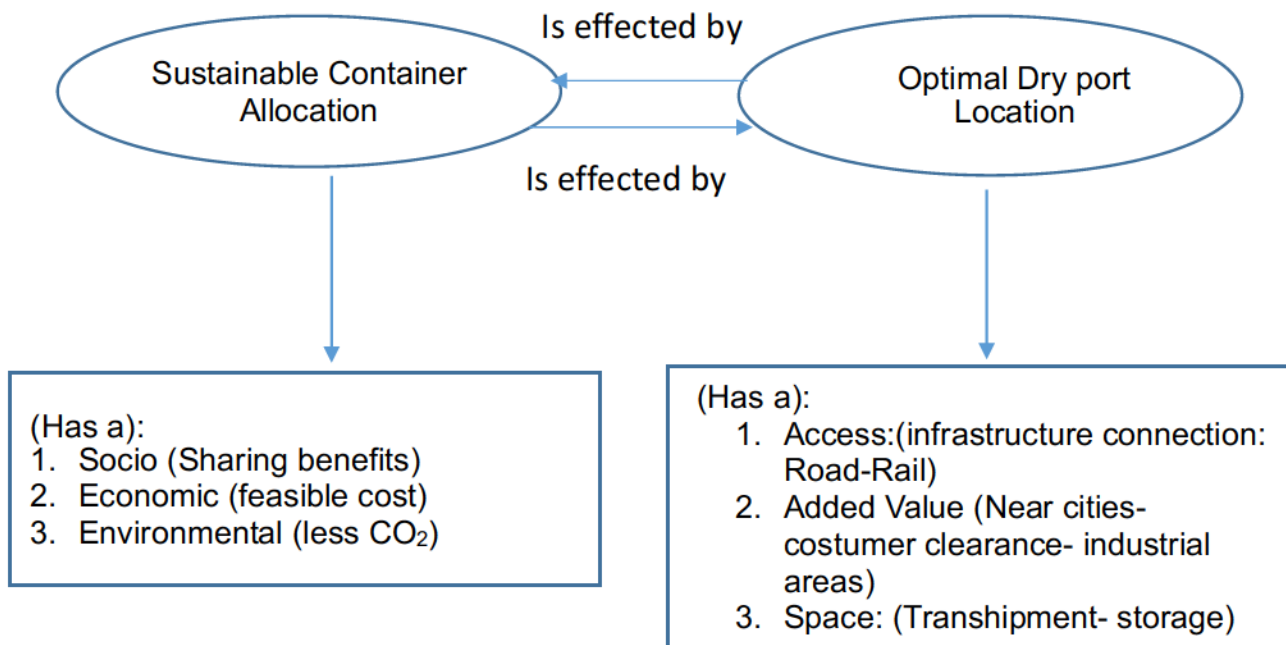 Is effected by
Sustainable Container
Allocation
Optimal Dry port
Location
Is effected by
(Has a):
1. Socio (Sharing benefits)
2. Economic (feasible cost)
3. Environmental (less CO₂)
(Has a):
1. Access:(infrastructure connection:
Road-Rail)
2. Added Value (Near cities-
costumer clearance- industrial
areas)
3. Space: (Transhipment- storage)